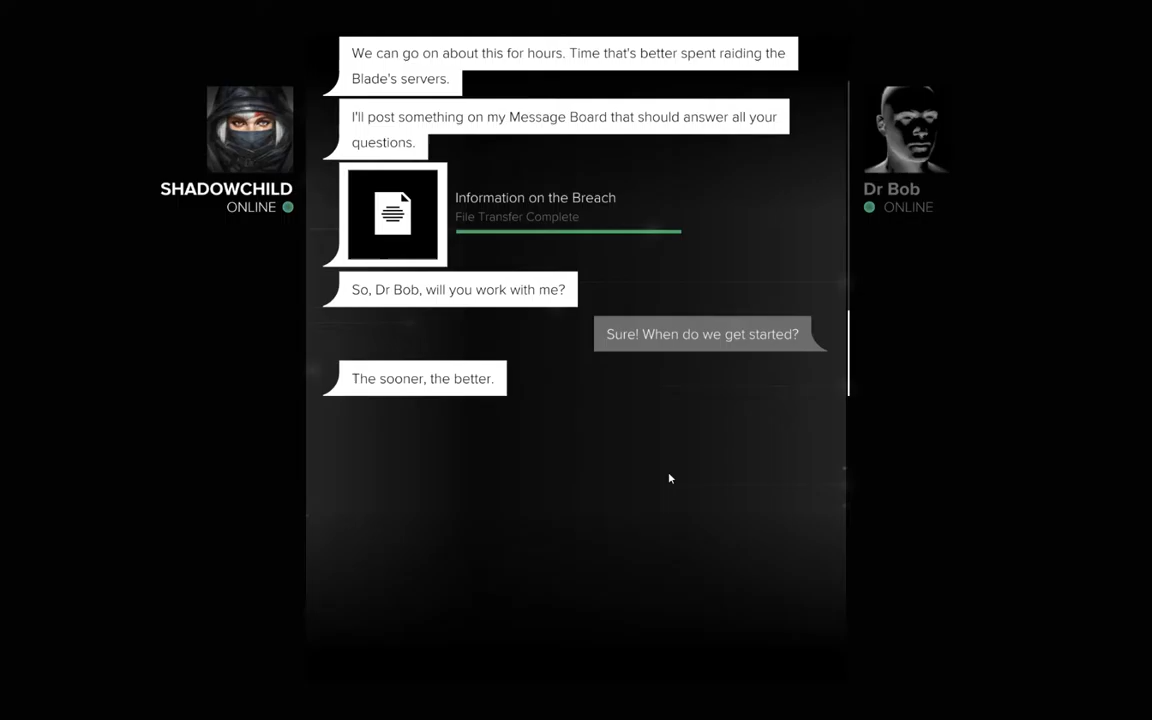 We can go on about this for hours. Time that's better spent raiding the
Blade's servers.
I'll post something on my Message Board that should answer all your
questions.
SHADOWCHILD
ONLINE
Dr Bob
ONLINE
Information on the Breach
File Transfer Complete
So, Dr Bob, will you work with me?
Sure! When do we get started?
The sooner, the better.